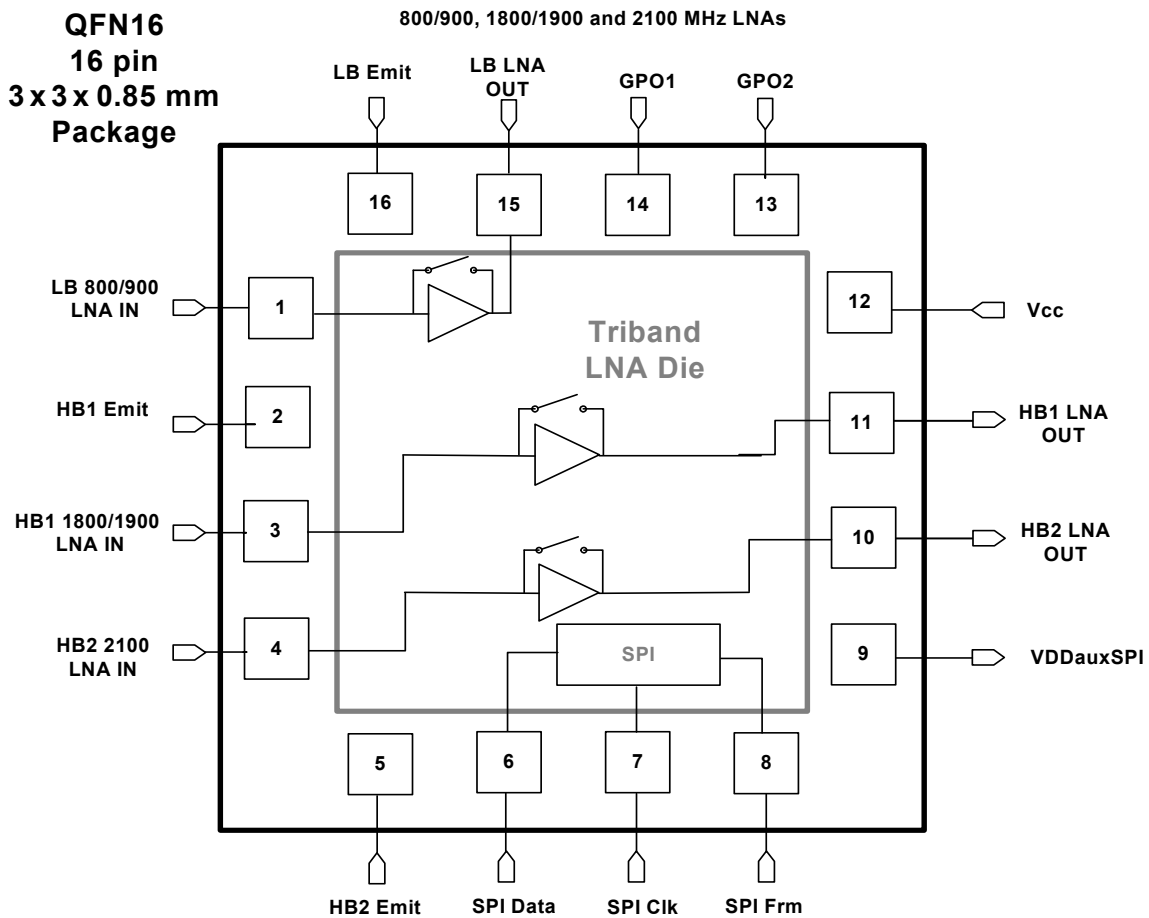 QFN16
16 pin
3 x 3 x 0.85 mm
Package
800/900, 1800/1900 and 2100 MHz LNAs
LB Emit
LB LNA
OUT
GPO1
GPO2
16
15
14
13
LB 800/900
LNA IN
1
12
Vcc
Triband
LNA Die
HB1 Emit
2
11
HB1 LNA
OUT
HB1 1800/1900
LNA IN
3
10
HB2 LNA
OUT
HB2 2100
LNA IN
4
SPI
9
VDDauxSPI
5
6
7
8
HB2 Emit
SPI Data
SPI Clk
SPI Frm